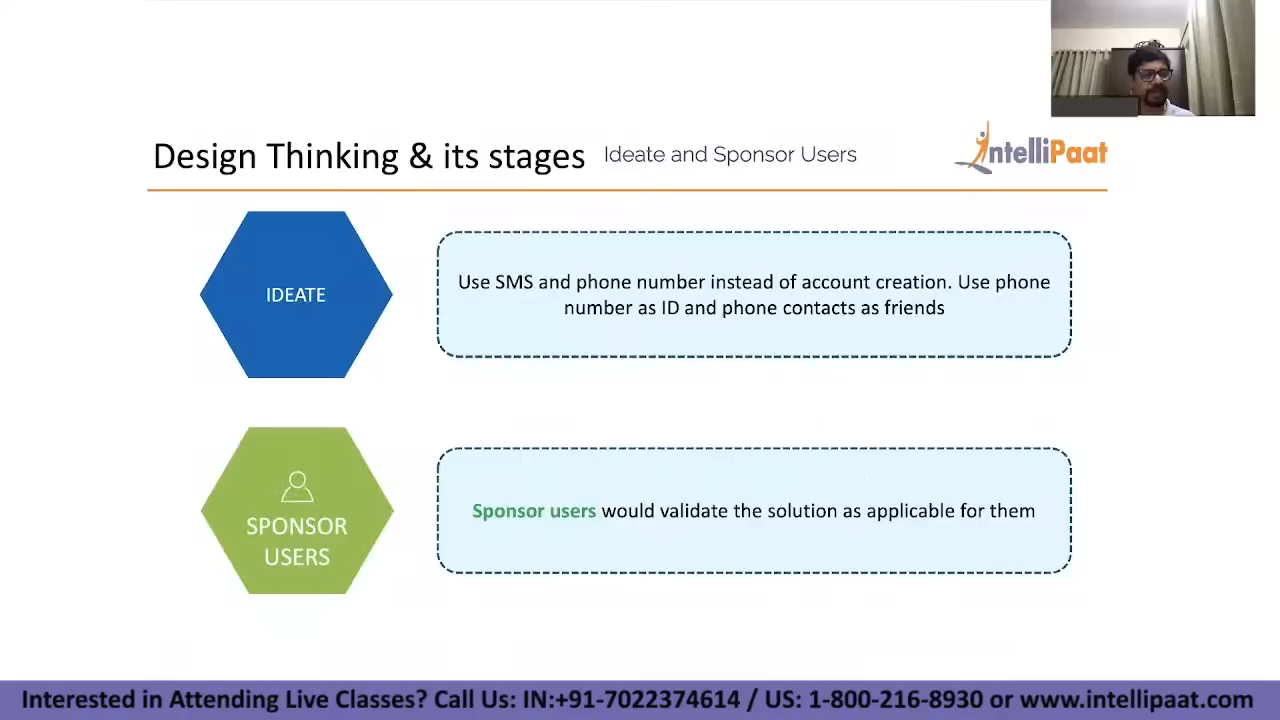 Design Thinking & its stages
Ideate and Sponsor Users
IntelliPaat
IDEATE
Use SMS and phone number instead of account creation. Use phone
number as ID and phone contacts as friends
SPONSOR
USERS
Sponsor users would validate the solution as applicable for them
Interested in Attending Live Classes? Call Us: IN:+91-7022374614 / US: 1-800-216-8930 or www.intellipaat.com